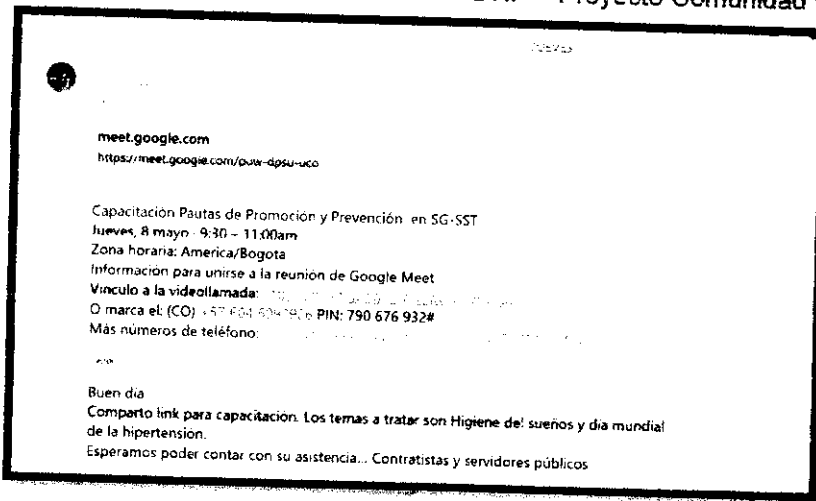 Proyecto Comunidad
meet.google.com
https://meet.google.com/puw-dpsu-uco
Capacitación Pautas de Promoción y Prevención en SG-SST
Jueves, 8 mayo · 9:30 – 11:00am
Zona horaria: America/Bogota
Información para unirse a la reunión de Google Meet
Vínculo a la videollamada:
O marca el: (CO) PIN: 790 676 932#
Más números de teléfono:
Buen día
Comparto link para capacitación. Los temas a tratar son Higiene del sueños y dia mundial
de la hipertensión.
Esperamos poder contar con su asistencia... Contratistas y servidores públicos